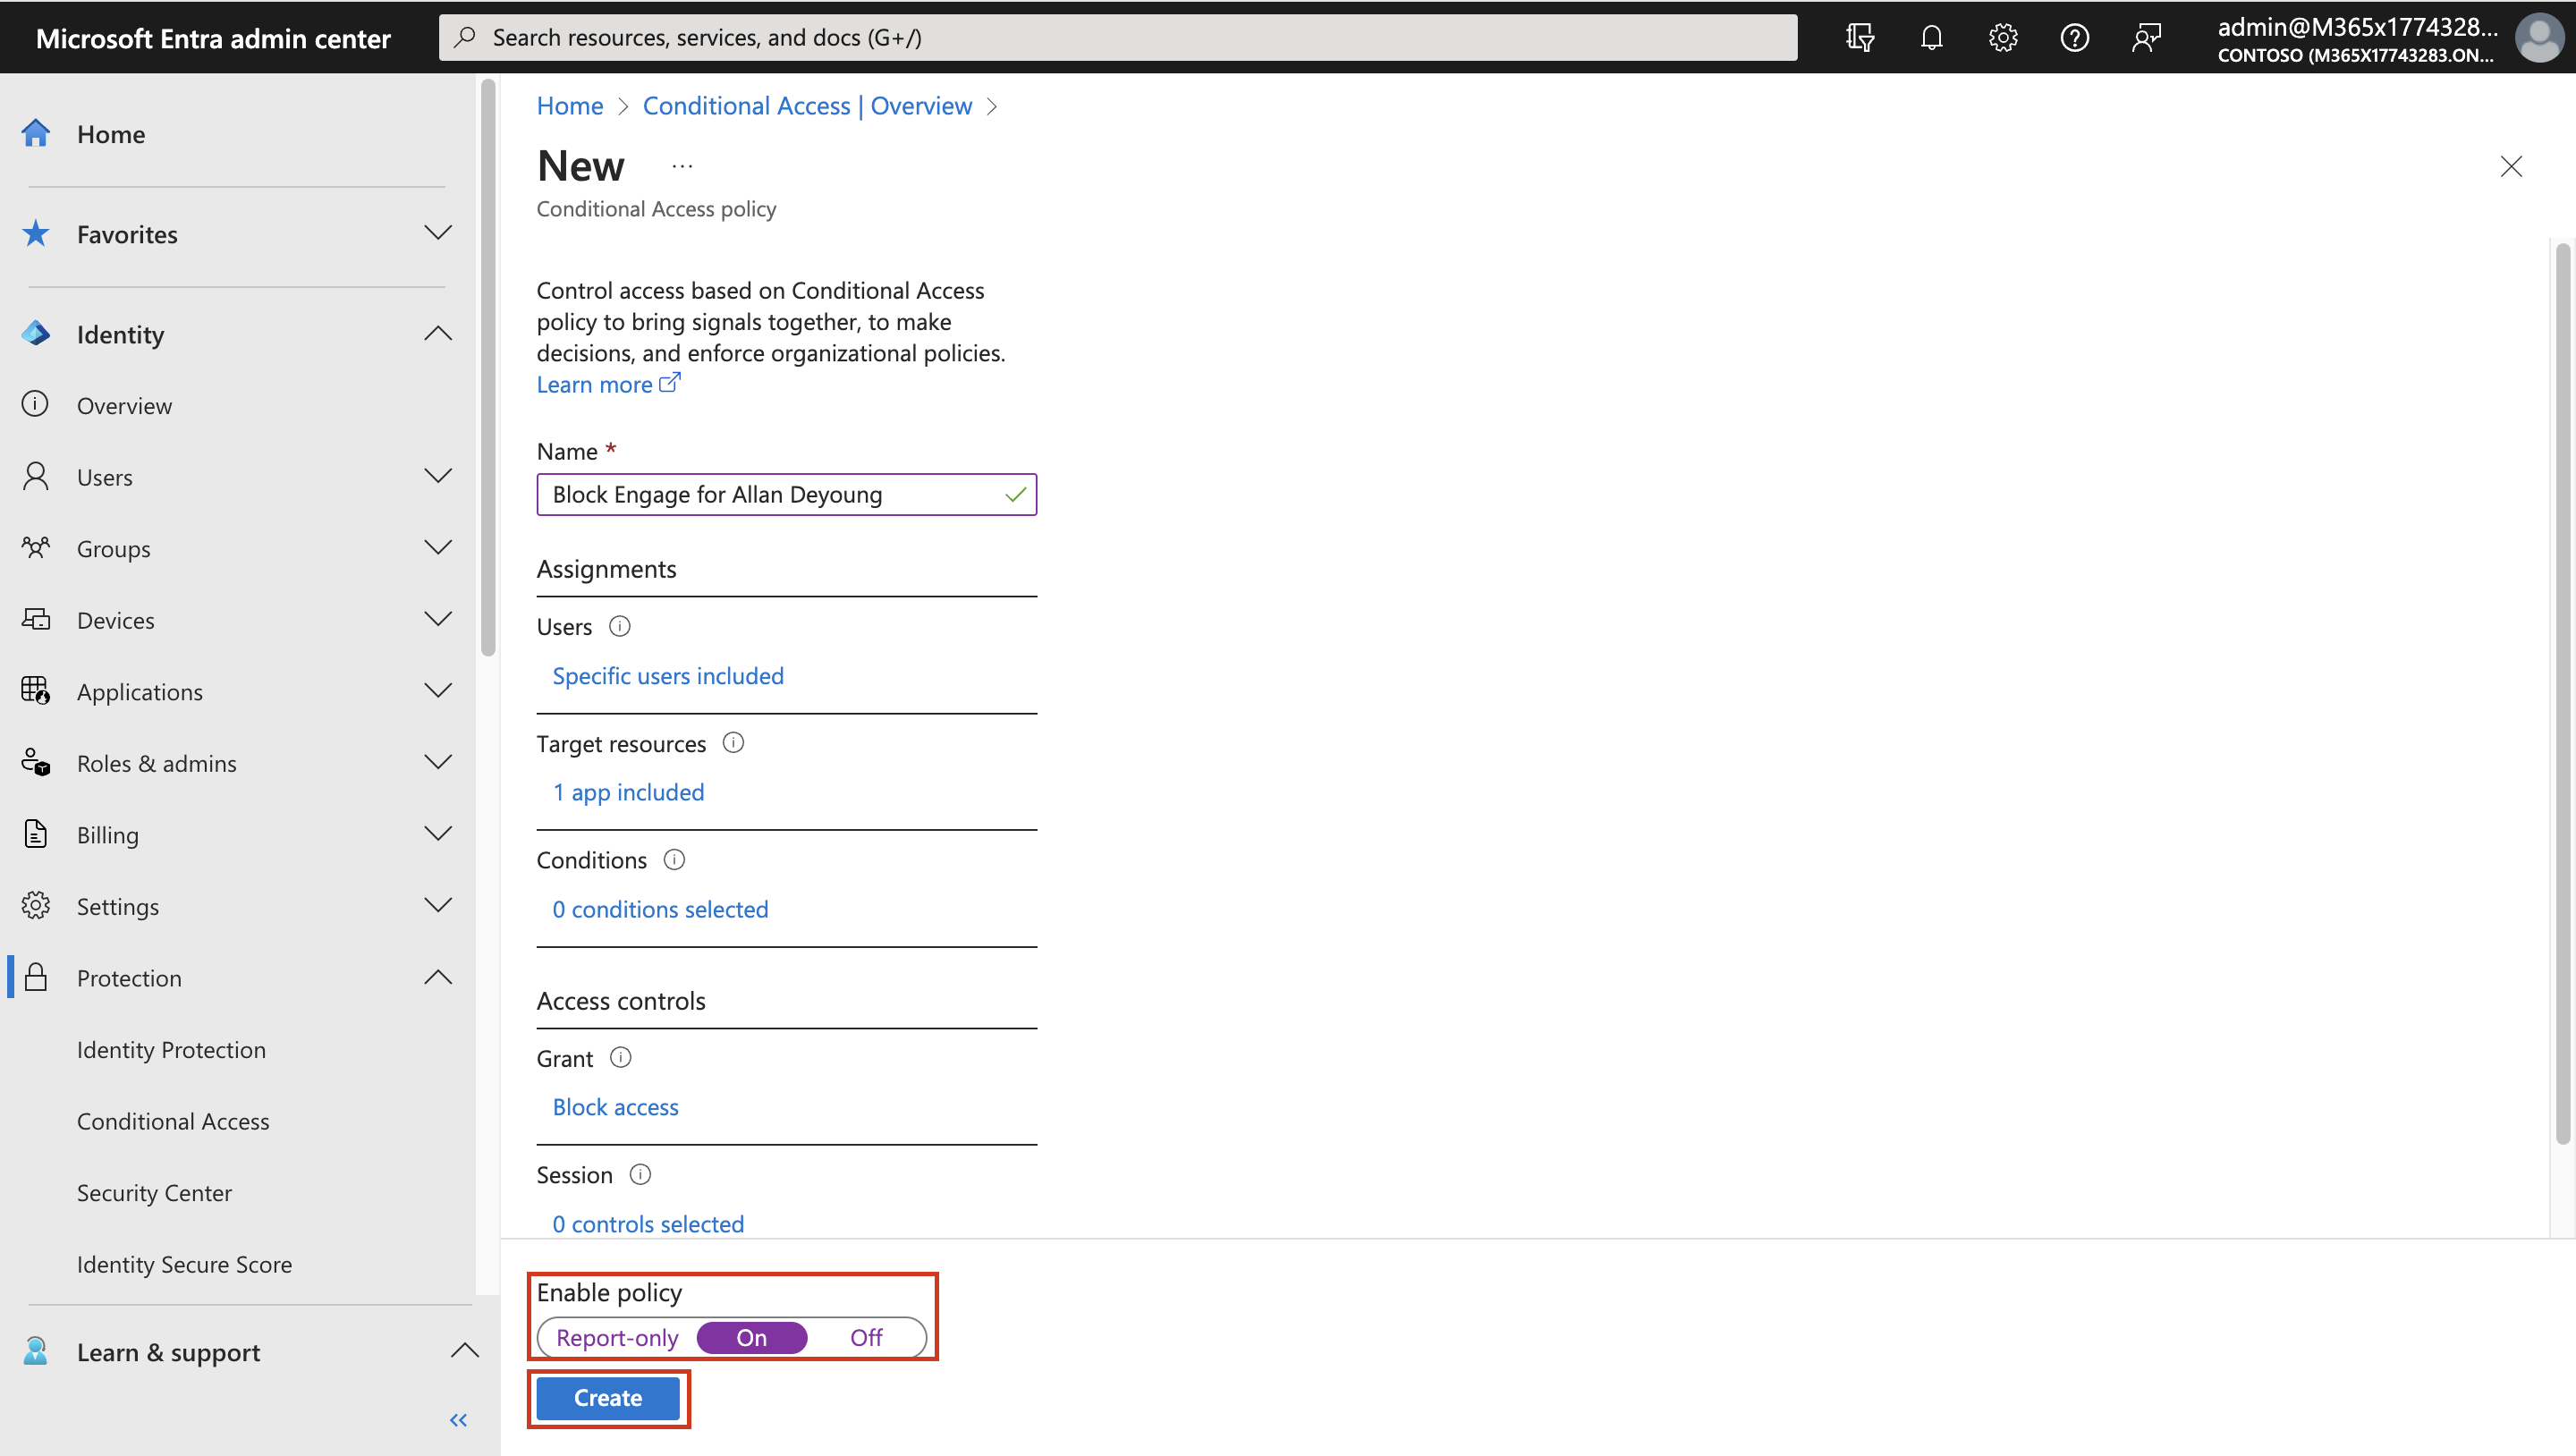 Microsoft Entra admin center
Search resources, services, and docs (G+/)
admin@M365x1774328...
CONTOSO (M365X17743283.ON...
Home
Favorites
Identity
Overview
Users
Groups
Devices
Applications
Roles & admins
Billing
Settings
Protection
Identity Protection
Conditional Access
Security Center
Identity Secure Score
Learn & support
Home > Conditional Access | Overview >
New ...
Conditional Access policy
Control access based on Conditional Access
policy to bring signals together, to make
decisions, and enforce organizational policies.
Learn more
Name *
Block Engage for Allan Deyoung
Assignments
Users
Specific users included
Target resources
1 app included
Conditions
0 conditions selected
Access controls
Grant
Block access
Session
0 controls selected
Enable policy
Report-only On Off
Create